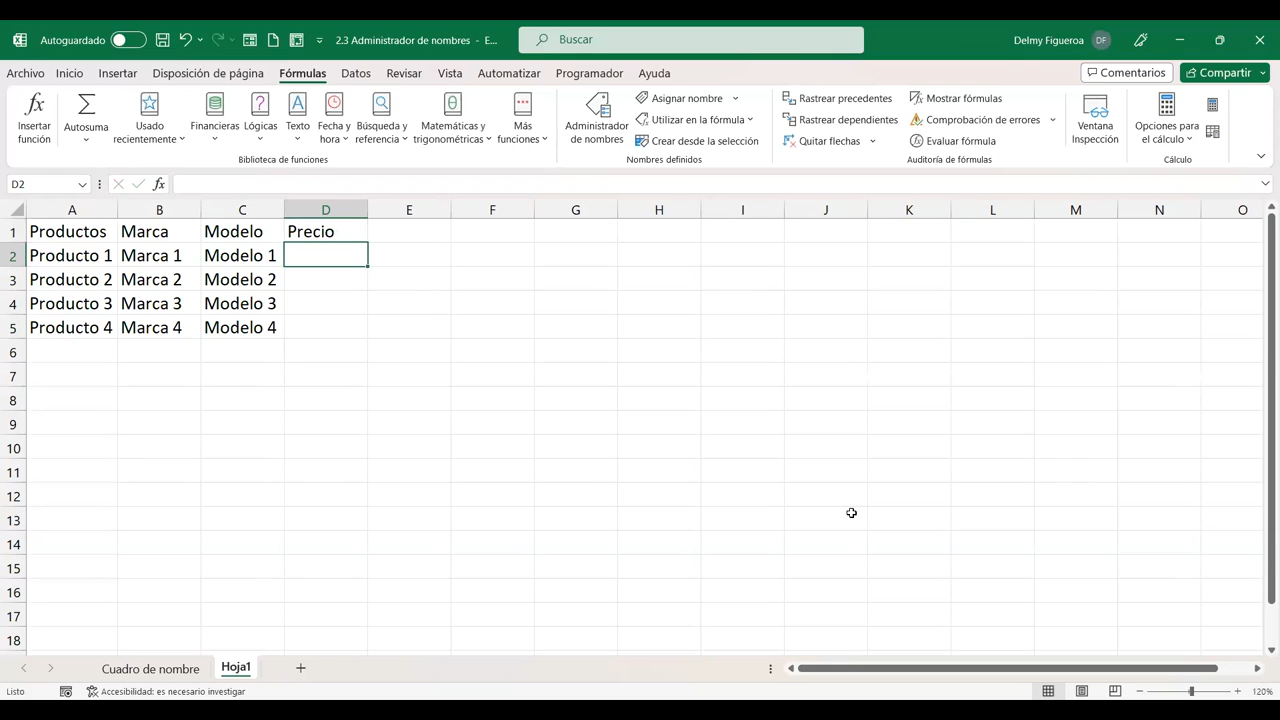 Autoguardado 2.3 Administrador de nombres - E... Buscar Delmy Figueroa DF
Archivo Inicio Insertar Disposición de página Fórmulas Datos Revisar Vista Automatizar Programador Ayuda Comentarios Compartir
Insertar función
Autosuma
Usado recientemente
Financieras
Lógicas
Texto
Fecha y hora
Búsqueda y referencia
Matemáticas y trigonométricas
Más funciones
Biblioteca de funciones
Administrador de nombres
Asignar nombre
Utilizar en la fórmula
Crear desde la selección
Nombres definidos
Rastrear precedentes
Rastrear dependientes
Quitar flechas
Mostrar fórmulas
Comprobación de errores
Evaluar fórmula
Auditoría de fórmulas
Ventana Inspección
Opciones para el cálculo
Cálculo
D2 fx
A B C D E F G H I J K L M N O
1 Productos Marca Modelo Precio
2 Producto 1 Marca 1 Modelo 1
3 Producto 2 Marca 2 Modelo 2
4 Producto 3 Marca 3 Modelo 3
5 Producto 4 Marca 4 Modelo 4
6
7
8
9
10
11
12
13
14
15
16
17
18
Cuadro de nombre Hoja1
Listo Accesibilidad: es necesario investigar 120%